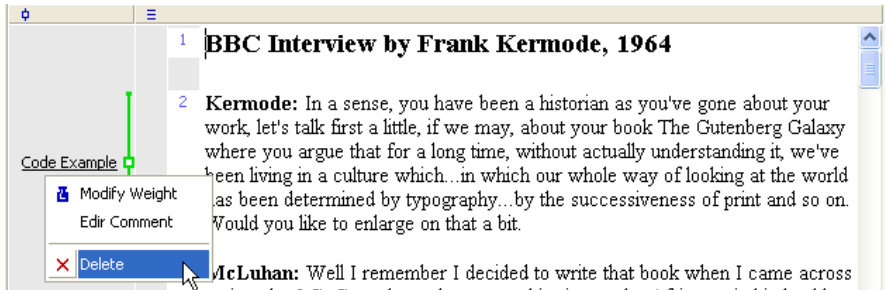 1 BBC Interview by Frank Kermode, 1964
2 Kermode: In a sense, you have been a historian as you've gone about your
work, let's talk first a little, if we may, about your book The Gutenberg Galaxy
where you argue that for a long time, without actually understanding it, we've
Code Example
been living in a culture which...in which our whole way of looking at the world
has been determined by typography...by the successiveness of print and so on.
Would you like to enlarge on that a bit.
Modify Weight
Edir Comment
Delete
McLuhan: Well I remember I decided to write that book when I came across